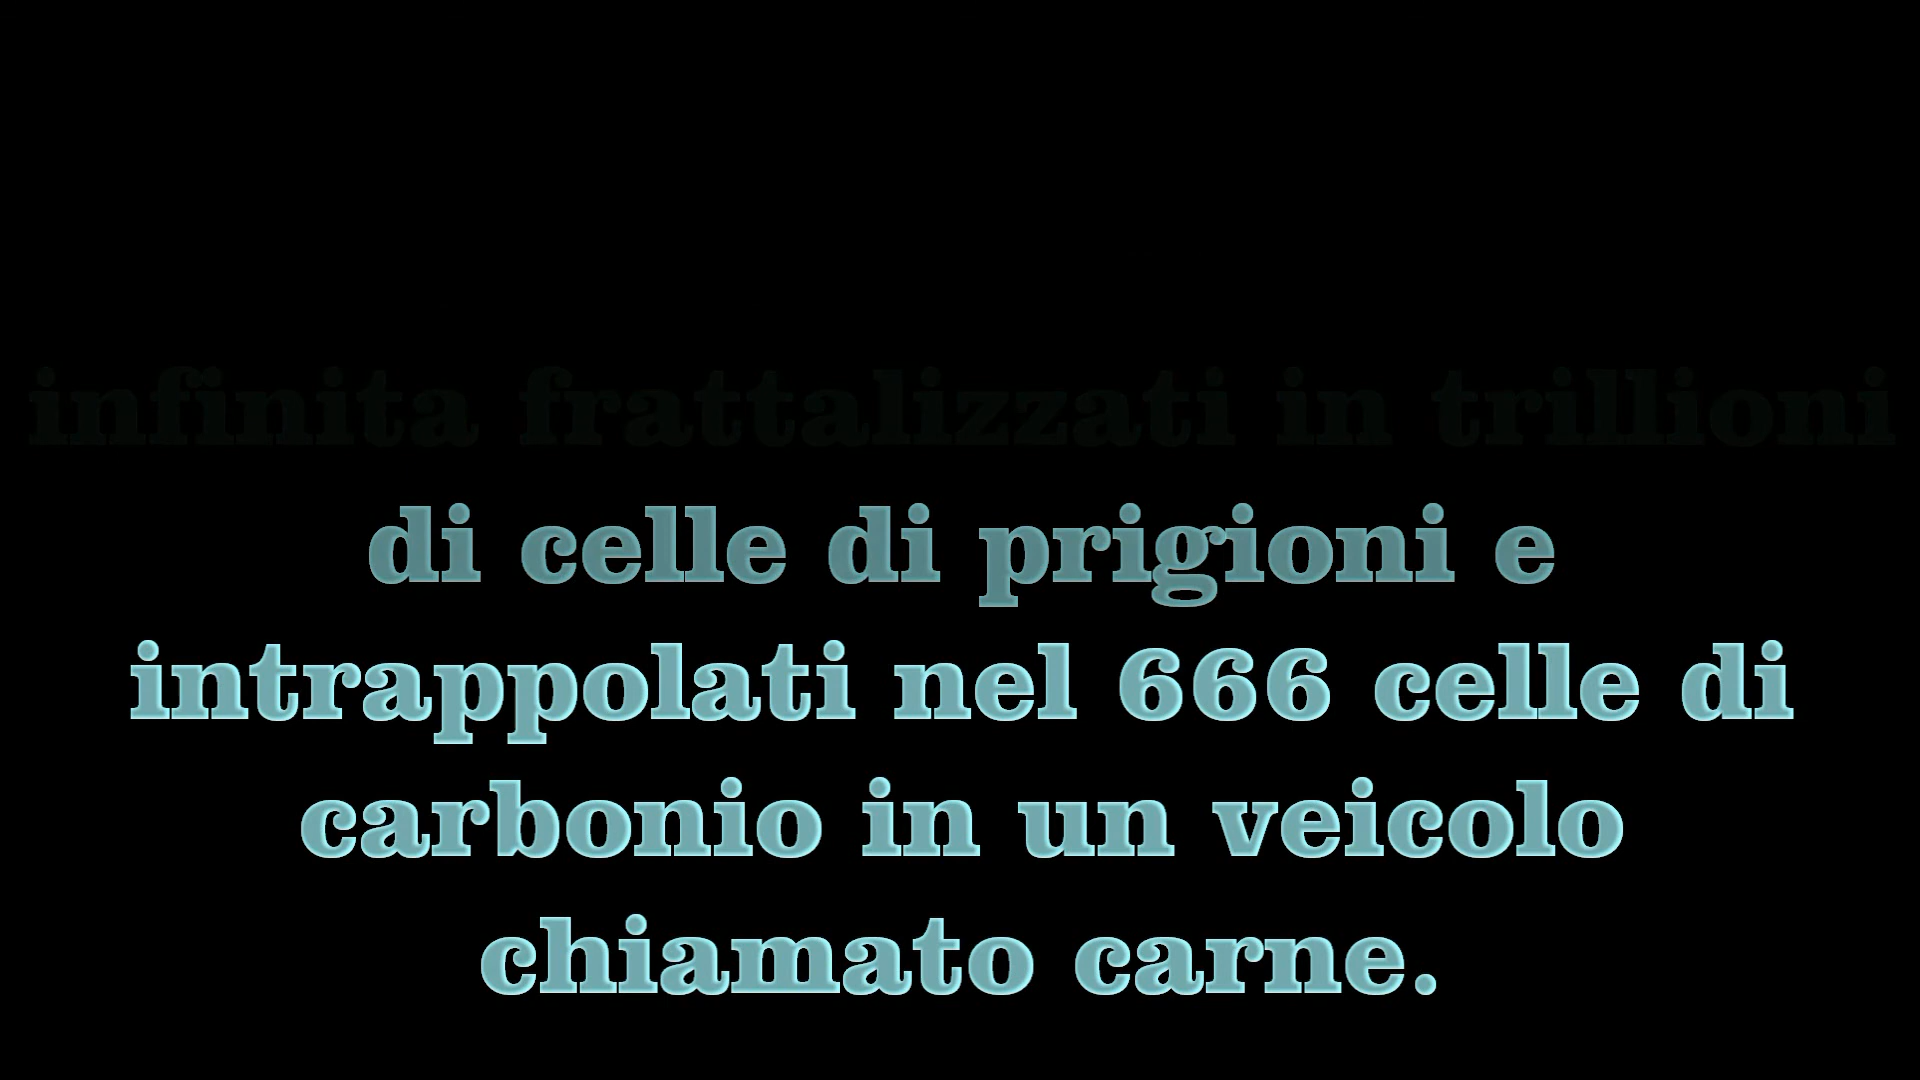 infinita frattalizzati in trillioni
di celle di prigioni e
intrappolati nel 666 celle di
carbonio in un veicolo
chiamato carne.